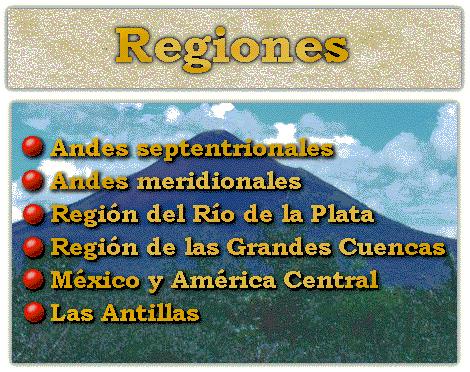 Regiones
Andes septentrionales
Andes meridionales
Región del Río de la Plata
Región de las Grandes Cuencas
México y América Central
Las Antillas